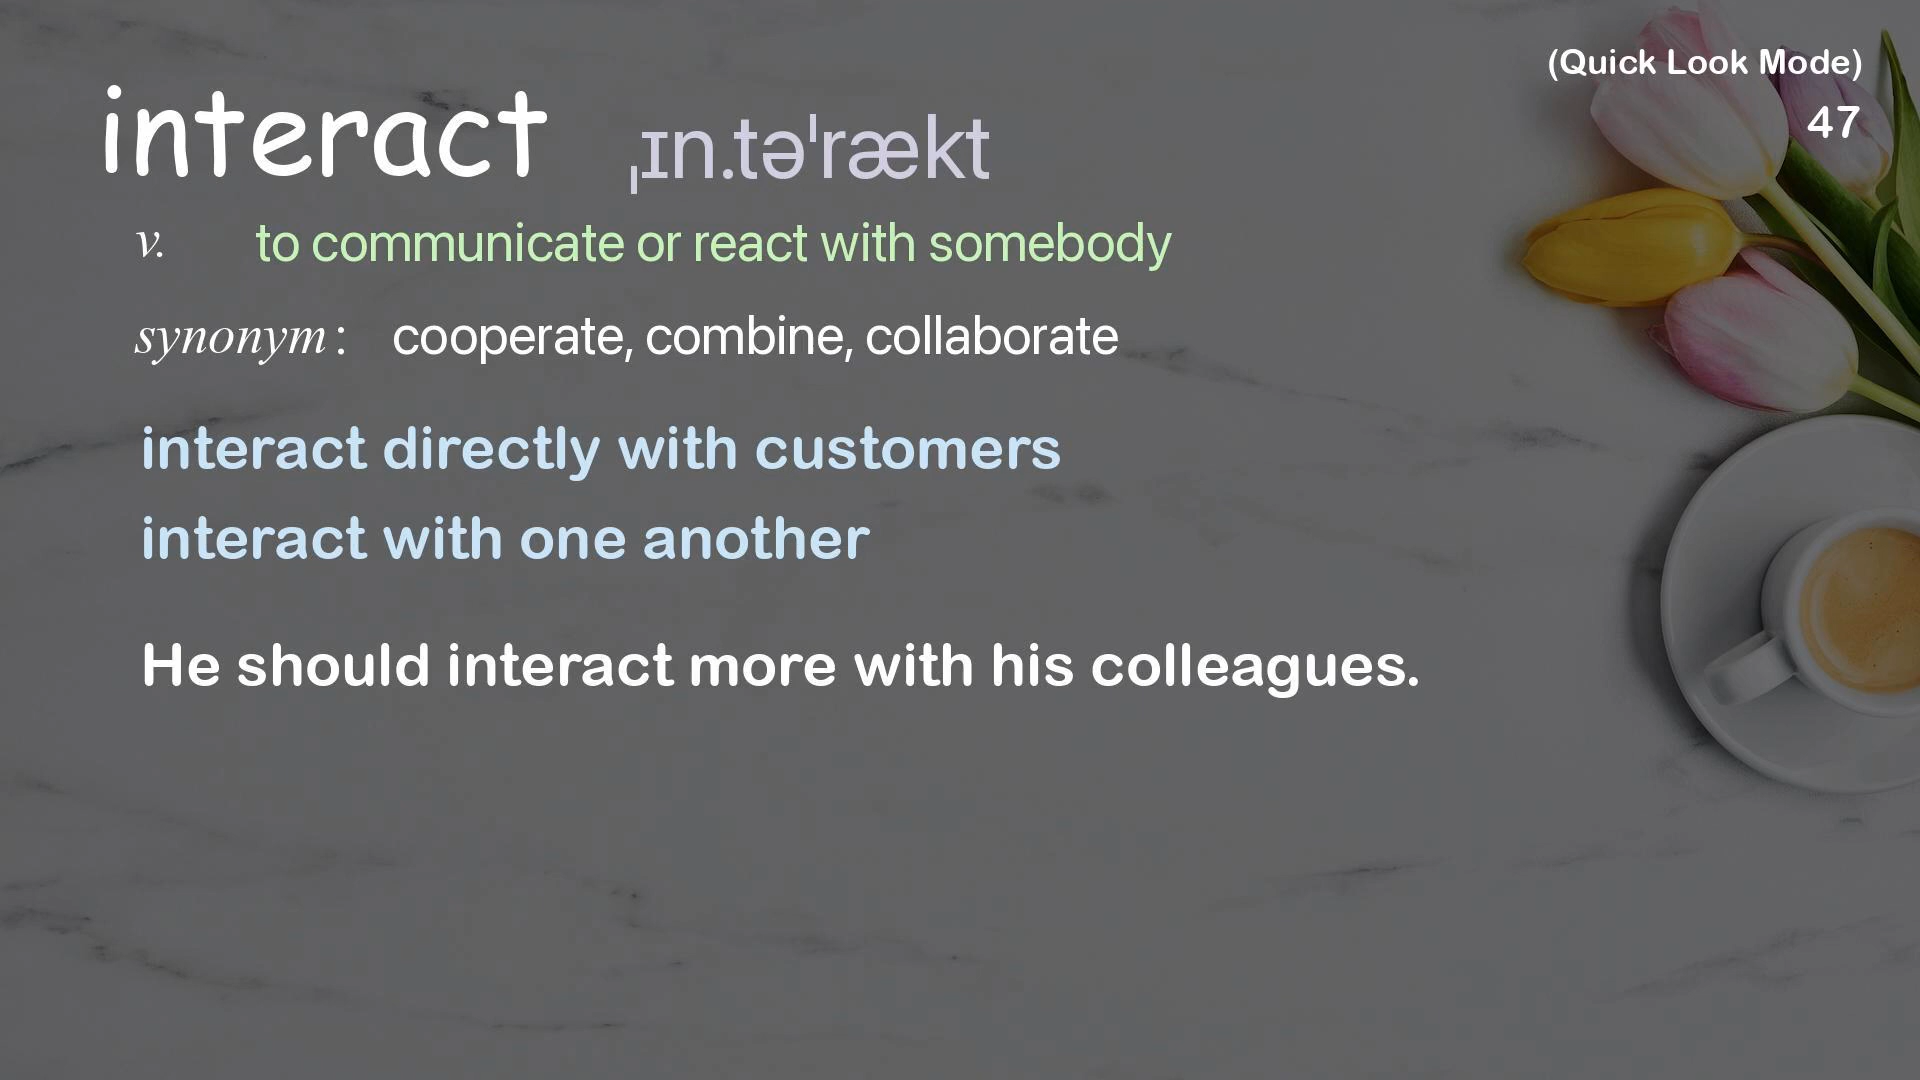 (Quick Look Mode)
47
interact ˌɪn.təˈrækt
v. to communicate or react with somebody
synonym : cooperate, combine, collaborate
interact directly with customers
interact with one another
He should interact more with his colleagues.